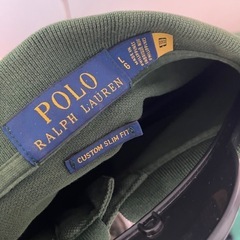 POLO
RALPH LAUREN
L/G
CUSTOM SLIM FIT